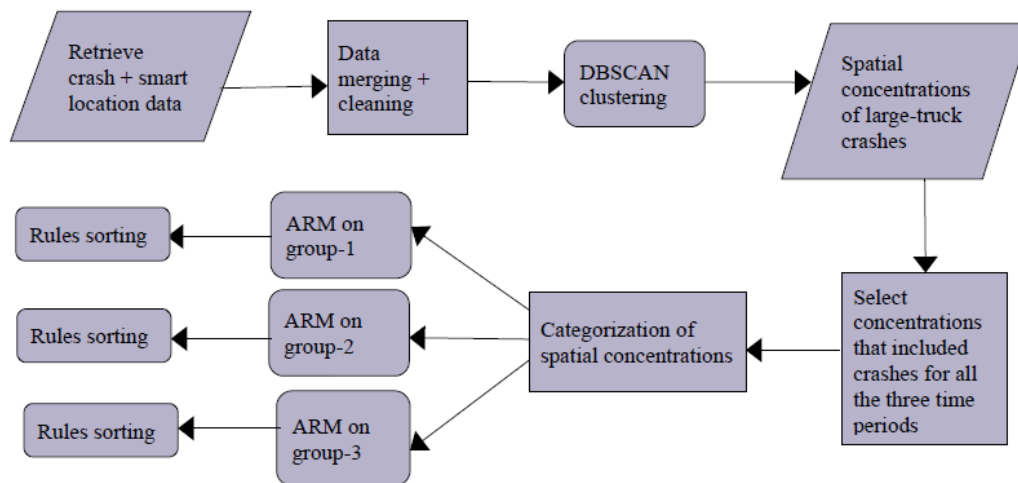 Retrieve
crash + smart
location data
Data
merging +
cleaning
DBSCAN
clustering
Spatial
concentrations
of large-truck
crashes
Select
concentrations
that included
crashes for all
the three time
periods
Categorization of
spatial concentrations
ARM on
group-1
Rules sorting
ARM on
group-2
Rules sorting
ARM on
group-3
Rules sorting